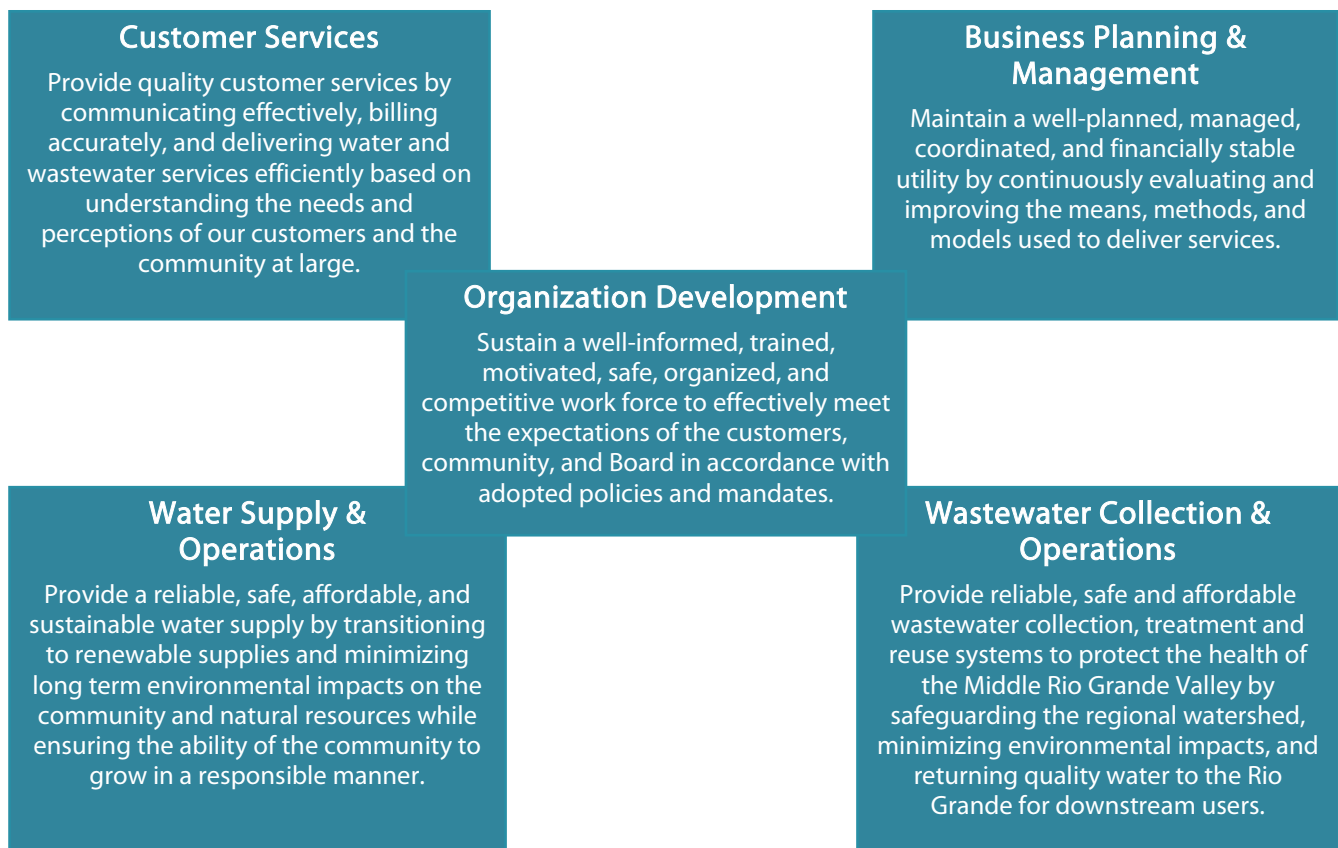 Customer Services
Provide quality customer services by
communicating effectively, billing
accurately, and delivering water and
wastewater services efficiently based on
understanding the needs and
perceptions of our customers and the
community at large.
Business Planning &
Management
Maintain a well-planned, managed,
coordinated, and financially stable
utility by continuously evaluating and
improving the means, methods, and
models used to deliver services.
Organization Development
Sustain a well-informed, trained,
motivated, safe, organized, and
competitive work force to effectively meet
the expectations of the customers,
community, and Board in accordance with
adopted policies and mandates.
Water Supply &
Operations
Provide a reliable, safe, affordable, and
sustainable water supply by transitioning
to renewable supplies and minimizing
long term environmental impacts on the
community and natural resources while
ensuring the ability of the community to
grow in a responsible manner.
Wastewater Collection &
Operations
Provide reliable, safe and affordable
wastewater collection, treatment and
reuse systems to protect the health of
the Middle Rio Grande Valley by
safeguarding the regional watershed,
minimizing environmental impacts, and
returning quality water to the Rio
Grande for downstream users.